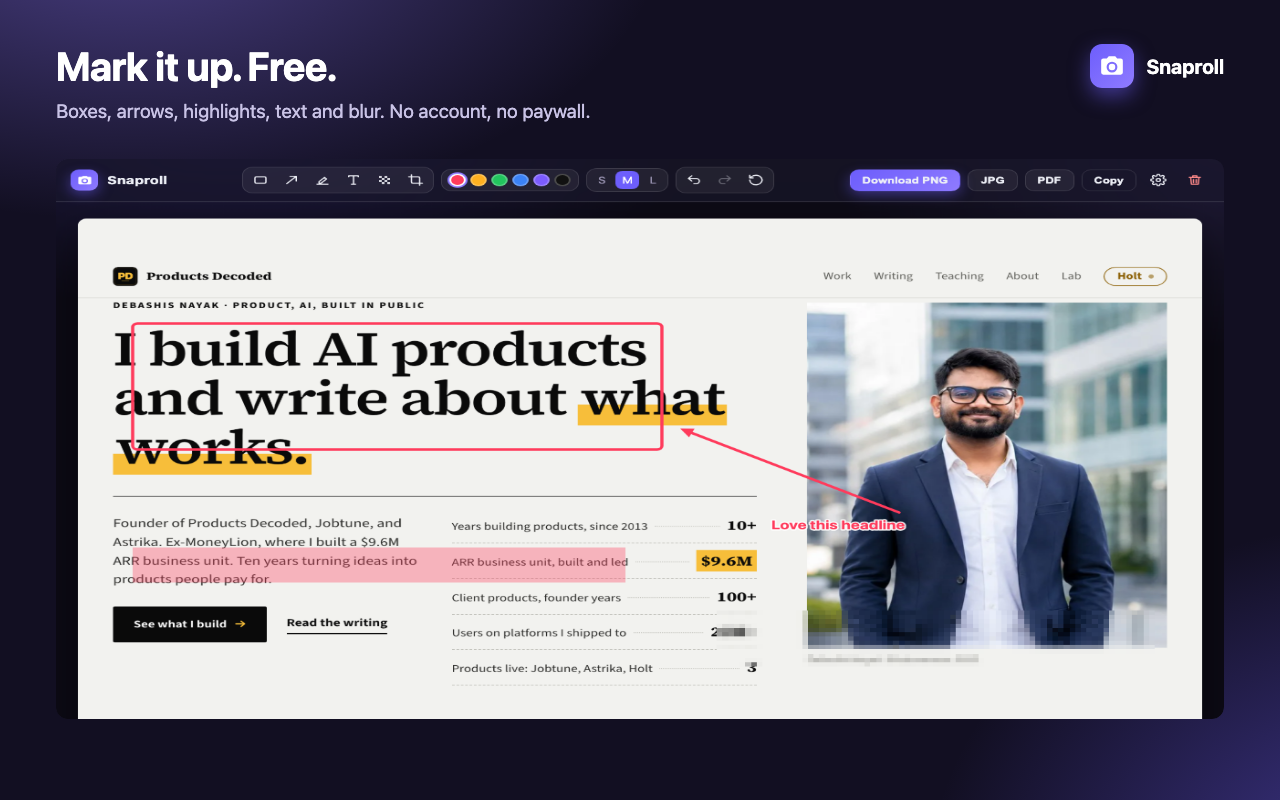 Mark it up. Free.
Boxes, arrows, highlights, text and blur. No account, no paywall.
Snaproll
Snaproll
T
S M L
Download PNG
JPG
PDF
Copy
PD Products Decoded
Work Writing Teaching About Lab Holt
DEBASHIS NAYAK · PRODUCT, AI, BUILT IN PUBLIC
I build AI products
and write about what
works.
Love this headline
Founder of Products Decoded, Jobtune, and
Astrika. Ex-MoneyLion, where I built a $9.6M
ARR business unit. Ten years turning ideas into
products people pay for.
See what I build →
Read the writing
Years building products, since 2013 10+
ARR business unit, built and led $9.6M
Client products, founder years 100+
Users on platforms I shipped to 2
Products live: Jobtune, Astrika, Holt 3